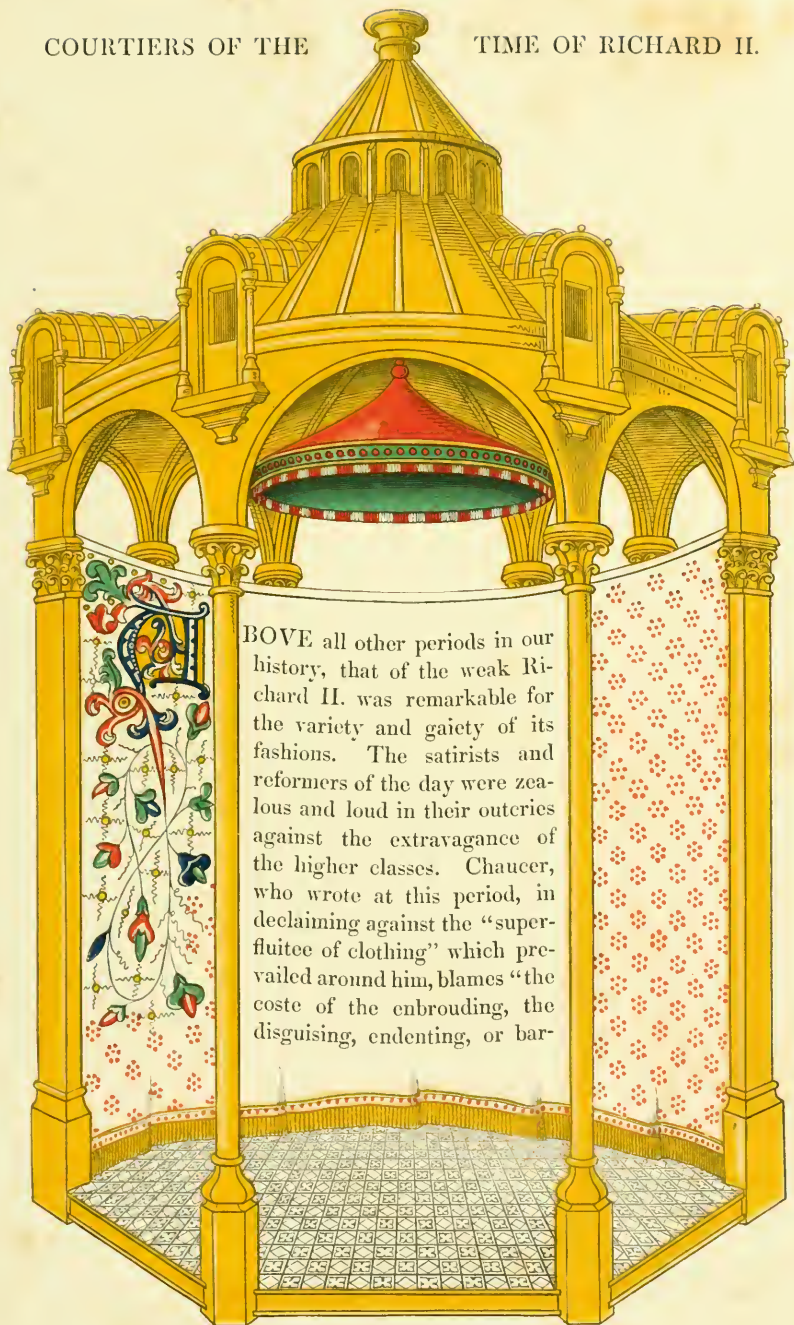 COURTIERS OF THE TIME OF RICHARD II.
ABOVE all other periods in our
history, that of the weak Ri-
chard II. was remarkable for
the variety and gaiety of its
fashions. The satirists and
reformers of the day were zea-
lous and loud in their outcries
against the extravagance of
the higher classes. Chaucer,
who wrote at this period, in
declaiming against the “super-
fluitee of clothing” which pre-
vailed around him, blames “the
coste of the enbrouding, the
disguising, endenting, or bar-